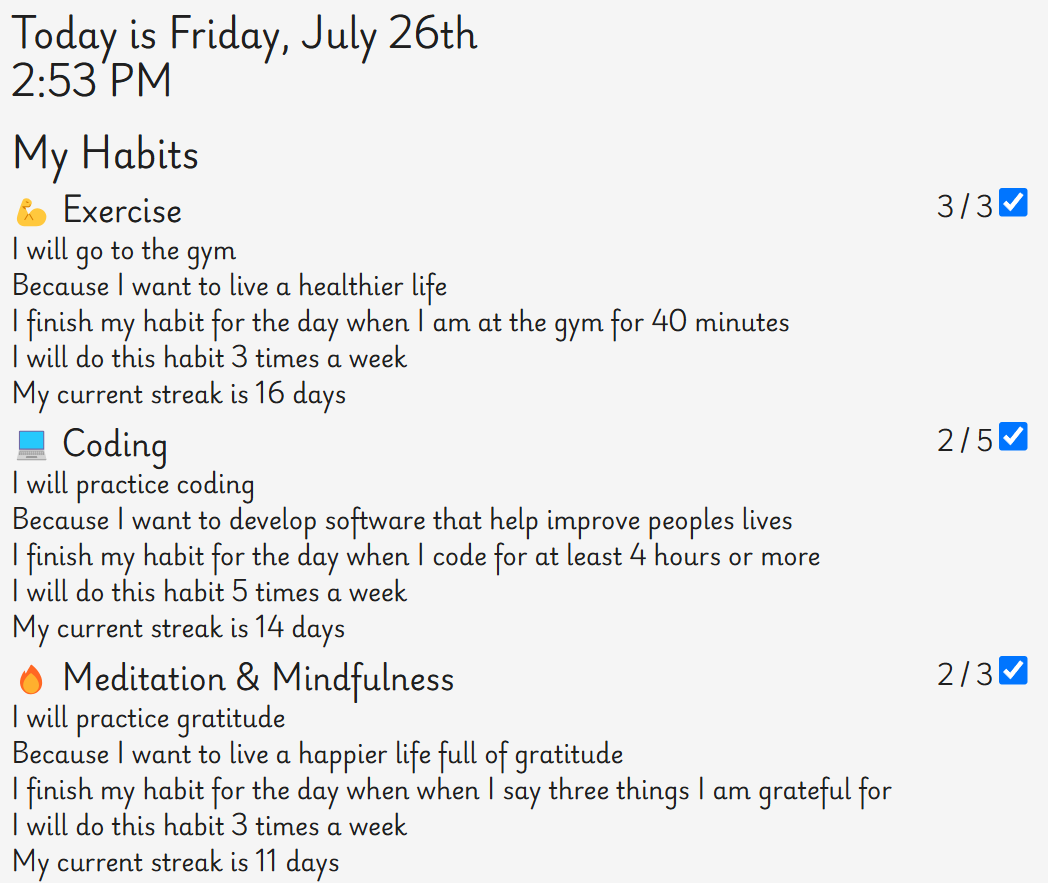 Today is Friday, July 26th
2:53 PM
My Habits
💪 Exercise 3 / 3
I will go to the gym
Because I want to live a healthier life
I finish my habit for the day when I am at the gym for 40 minutes
I will do this habit 3 times a week
My current streak is 16 days
💻 Coding 2 / 5
I will practice coding
Because I want to develop software that help improve peoples lives
I finish my habit for the day when I code for at least 4 hours or more
I will do this habit 5 times a week
My current streak is 14 days
🔥 Meditation & Mindfulness 2 / 3
I will practice gratitude
Because I want to live a happier life full of gratitude
I finish my habit for the day when when I say three things I am grateful for
I will do this habit 3 times a week
My current streak is 11 days